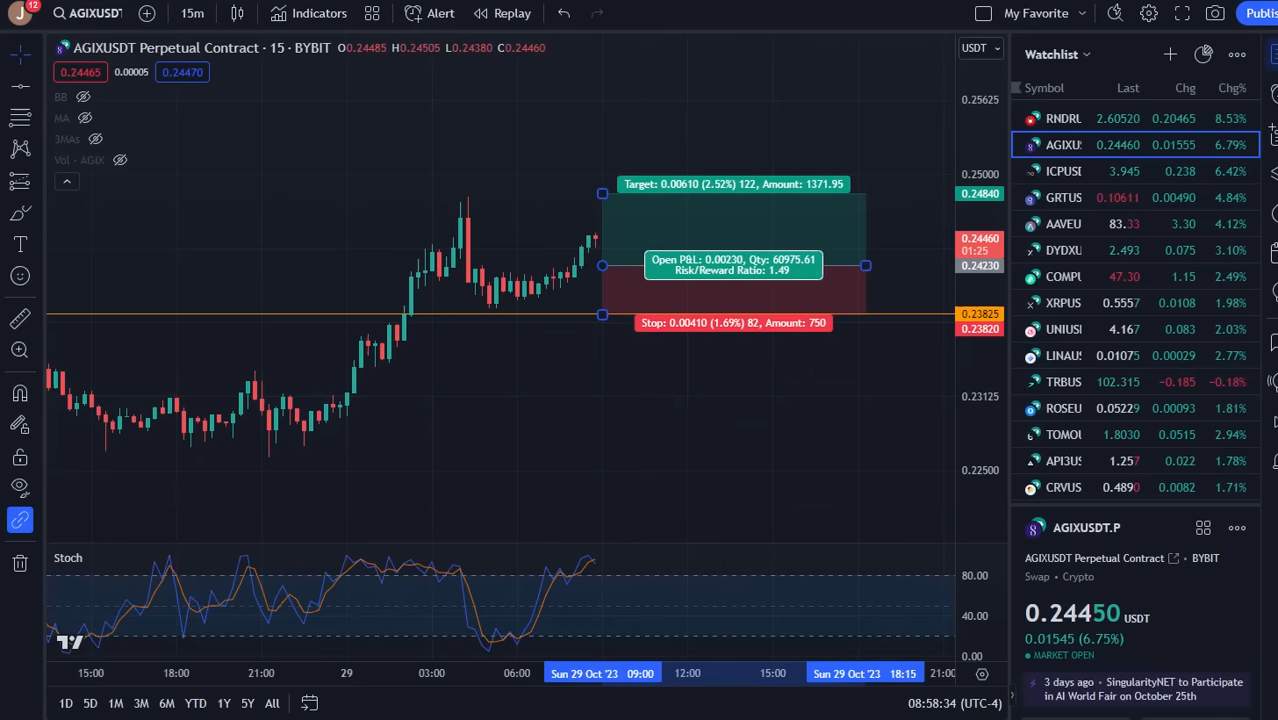 J 12 AGIXUSDT 15m Indicators Alert Replay My Favorite Publis
AGIXUSDT Perpetual Contract · 15 · BYBIT O0.24485 H0.24505 L0.24380 C0.24460
0.24465 0.00005 0.24470
BB
MA
3MAs
Vol · AGIX
USDT
0.25625
0.25000
0.24840
0.24460
01:25
0.24230
0.23825
0.23820
0.23125
0.22500
Target: 0.00610 (2.52%) 122, Amount: 1371.95
Open P&L: 0.00230, Qty: 60975.61
Risk/Reward Ratio: 1.49
Stop: 0.00410 (1.69%) 82, Amount: 750
Stoch
80.00
40.00
0.00
15:00 18:00 21:00 29 03:00 06:00 Sun 29 Oct '23 09:00 12:00 15:00 Sun 29 Oct '23 18:15 21:00
1D 5D 1M 3M 6M YTD 1Y 5Y All 08:58:34 (UTC-4)
Watchlist
Symbol Last Chg Chg%
RNDRU 2.60520 0.20465 8.53%
AGIXUS 0.24460 0.01555 6.79%
ICPUSD 3.945 0.238 6.42%
GRTUS 0.10611 0.00490 4.84%
AAVEU 83.33 3.30 4.12%
DYDXU 2.493 0.075 3.10%
COMPU 47.30 1.15 2.49%
XRPUS 0.5557 0.0108 1.98%
UNIUS 4.167 0.083 2.03%
LINAUS 0.01075 0.00029 2.77%
TRBUS 102.315 −0.185 −0.18%
ROSEU 0.05229 0.00093 1.81%
TOMOU 1.8030 0.0515 2.94%
API3US 1.257 0.022 1.78%
CRVUS 0.4890 0.0082 1.71%
AGIXUSDT.P
AGIXUSDT Perpetual Contract · BYBIT
Swap · Crypto
0.24450 USDT
0.01545 (6.75%)
MARKET OPEN
3 days ago · SingularityNET to Participate
in AI World Fair on October 25th